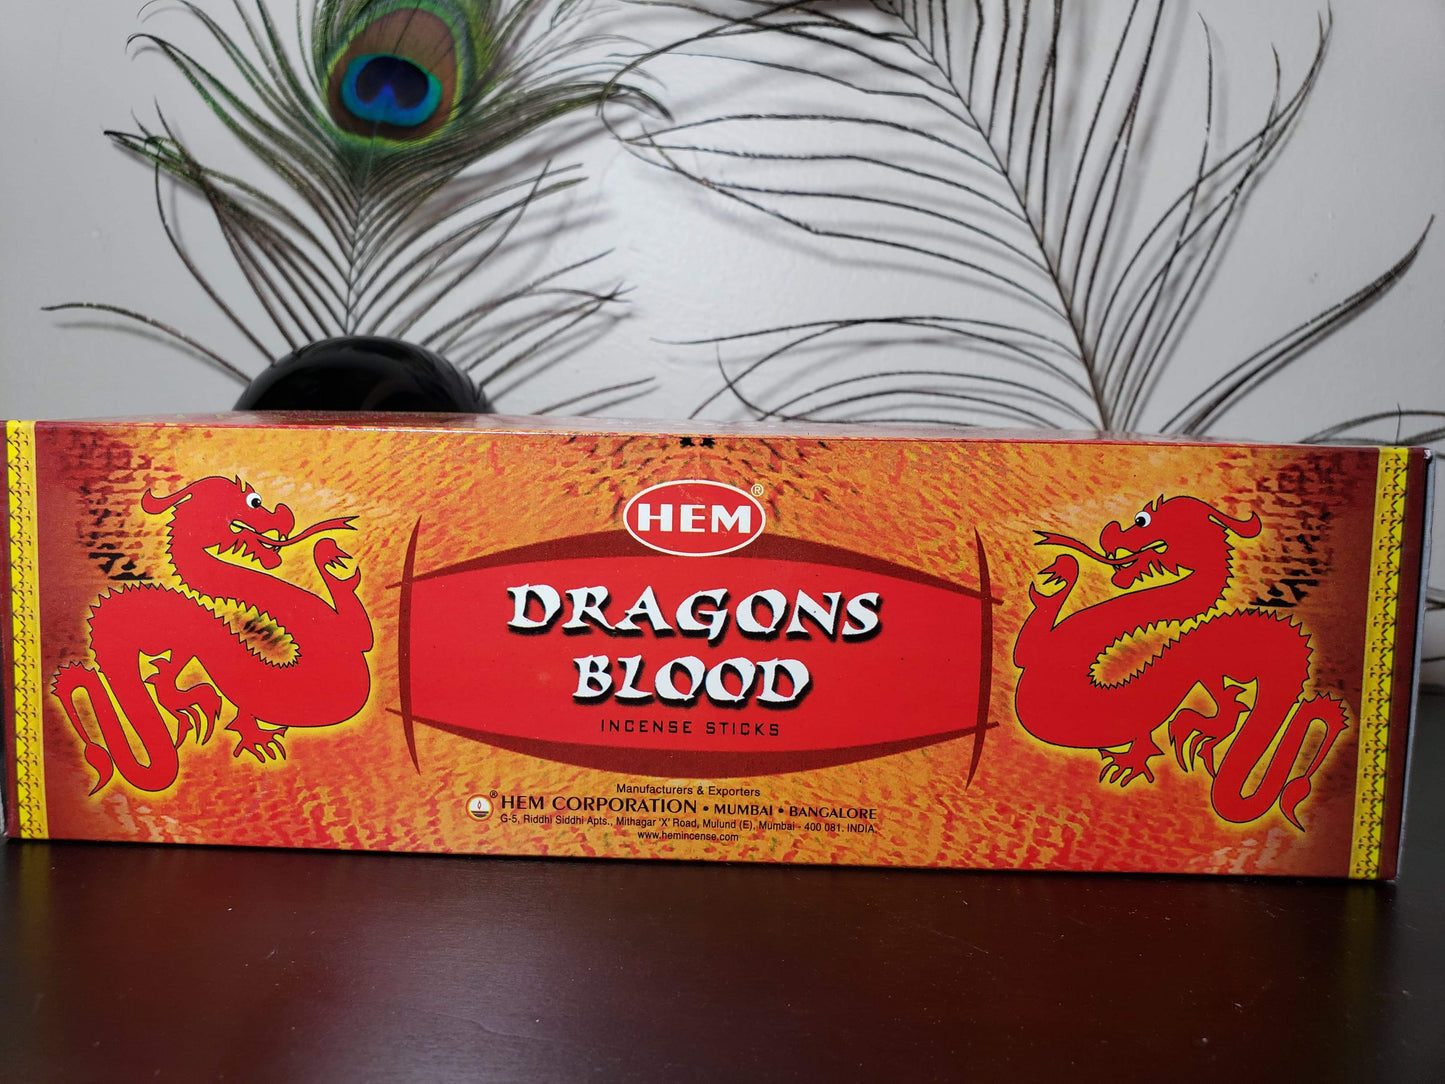 HEM®
DRAGONS
BLOOD
INCENSE STICKS
Manufacturers & Exporters
® HEM CORPORATION • MUMBAI • BANGALORE
G-5, Riddhi Siddhi Apts., Mithagar 'X' Road, Mulund (E), Mumbai - 400 081. INDIA.
www.hemincense.com